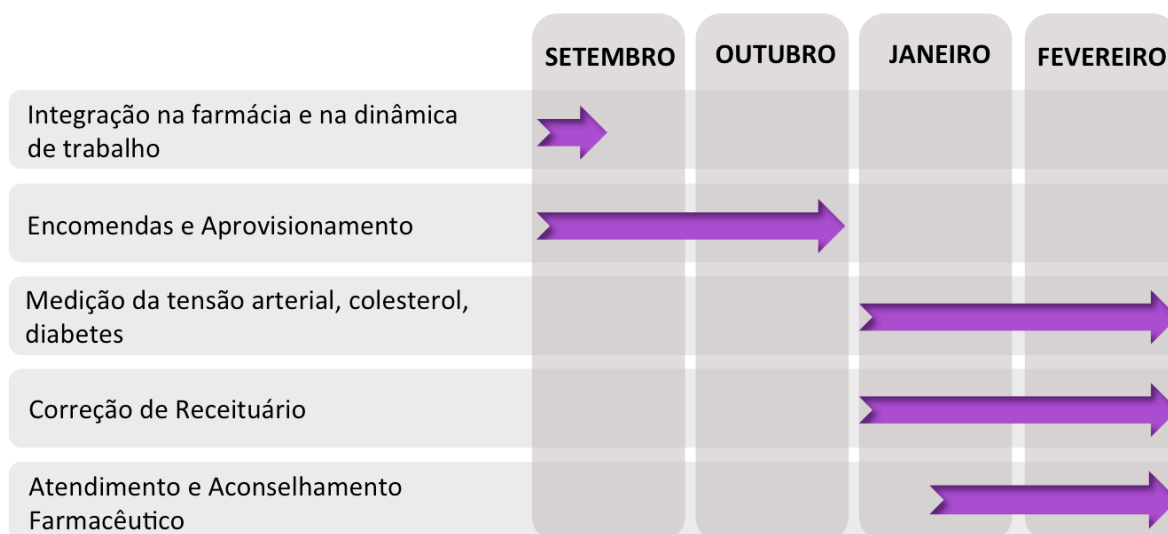 SETEMBRO OUTUBRO JANEIRO FEVEREIRO
Integração na farmácia e na dinâmica
de trabalho
Encomendas e Aprovisionamento
Medição da tensão arterial, colesterol,
diabetes
Correção de Receituário
Atendimento e Aconselhamento
Farmacêutico